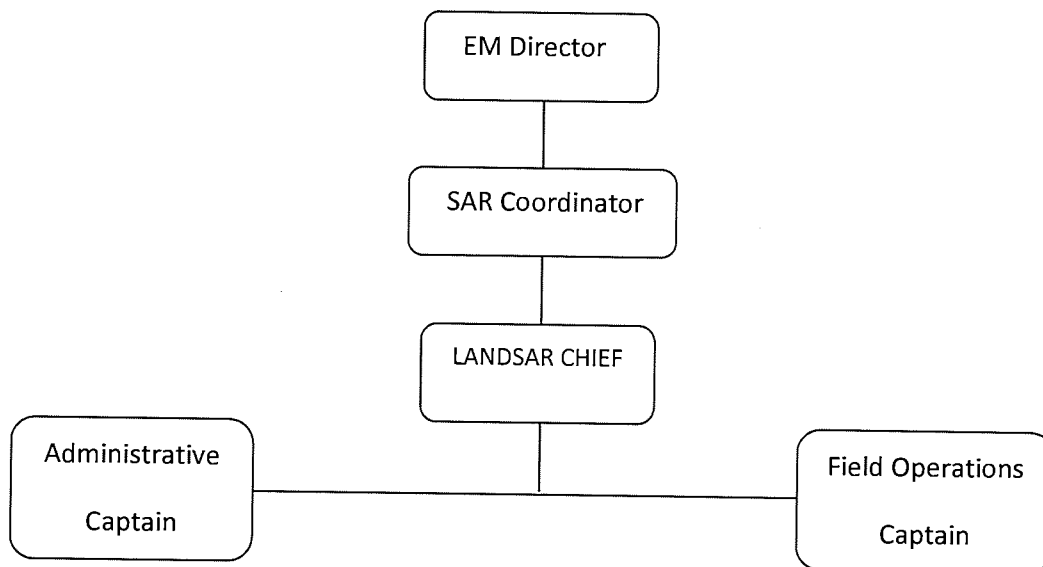 EM Director
SAR Coordinator
LANDSAR CHIEF
Administrative
Captain
Field Operations
Captain